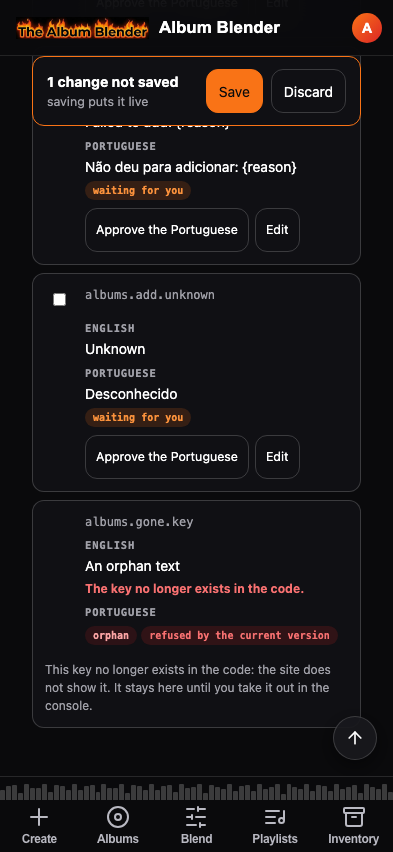 The Album Blender
Album Blender
A
1 change not saved
saving puts it live
Save
Discard
Failed to add: {reason}
PORTUGUESE
Não deu para adicionar: {reason}
waiting for you
Approve the Portuguese
Edit
albums.add.unknown
ENGLISH
Unknown
PORTUGUESE
Desconhecido
waiting for you
Approve the Portuguese
Edit
albums.gone.key
ENGLISH
An orphan text
The key no longer exists in the code.
PORTUGUESE
orphan
refused by the current version
This key no longer exists in the code: the site does
not show it. It stays here until you take it out in the
console.
Create
Albums
Blend
Playlists
Inventory